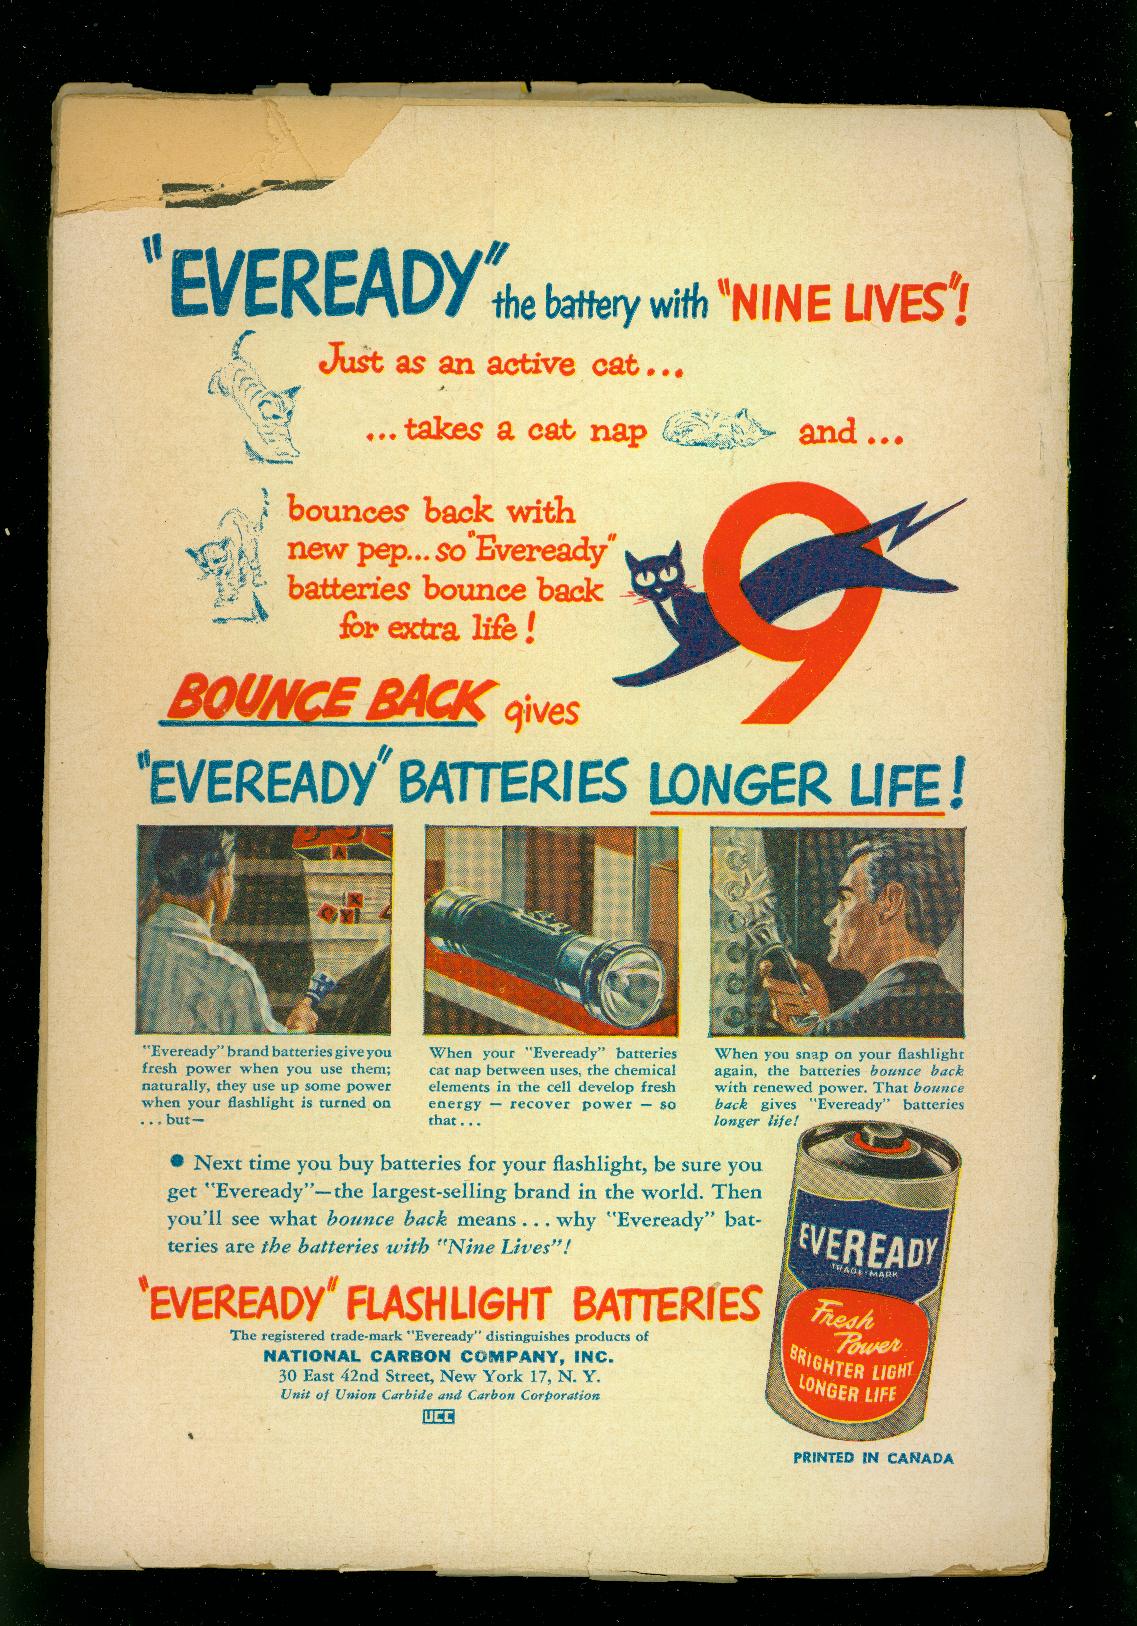 "EVEREADY" the battery with "NINE LIVES"!
Just as an active cat...
...takes a cat nap and...
bounces back with
new pep...so "Eveready"
batteries bounce back
for extra life!
9
BOUNCE BACK gives
"EVEREADY" BATTERIES LONGER LIFE!
A
X
C Y
"Eveready" brand batteries give you
fresh power when you use them;
naturally, they use up some power
when your flashlight is turned on
...but—
When your "Eveready" batteries
cat nap between uses, the chemical
elements in the cell develop fresh
energy — recover power — so
that...
When you snap on your flashlight
again, the batteries bounce back
with renewed power. That bounce
back gives "Eveready" batteries
longer life!
● Next time you buy batteries for your flashlight, be sure you
get "Eveready"—the largest-selling brand in the world. Then
you'll see what bounce back means...why "Eveready" bat-
teries are the batteries with "Nine Lives"!
EVEREADY
TRADE-MARK
Fresh
Power
BRIGHTER LIGHT
LONGER LIFE
"EVEREADY" FLASHLIGHT BATTERIES
The registered trade-mark "Eveready" distinguishes products of
NATIONAL CARBON COMPANY, INC.
30 East 42nd Street, New York 17, N. Y.
Unit of Union Carbide and Carbon Corporation
UCC
PRINTED IN CANADA